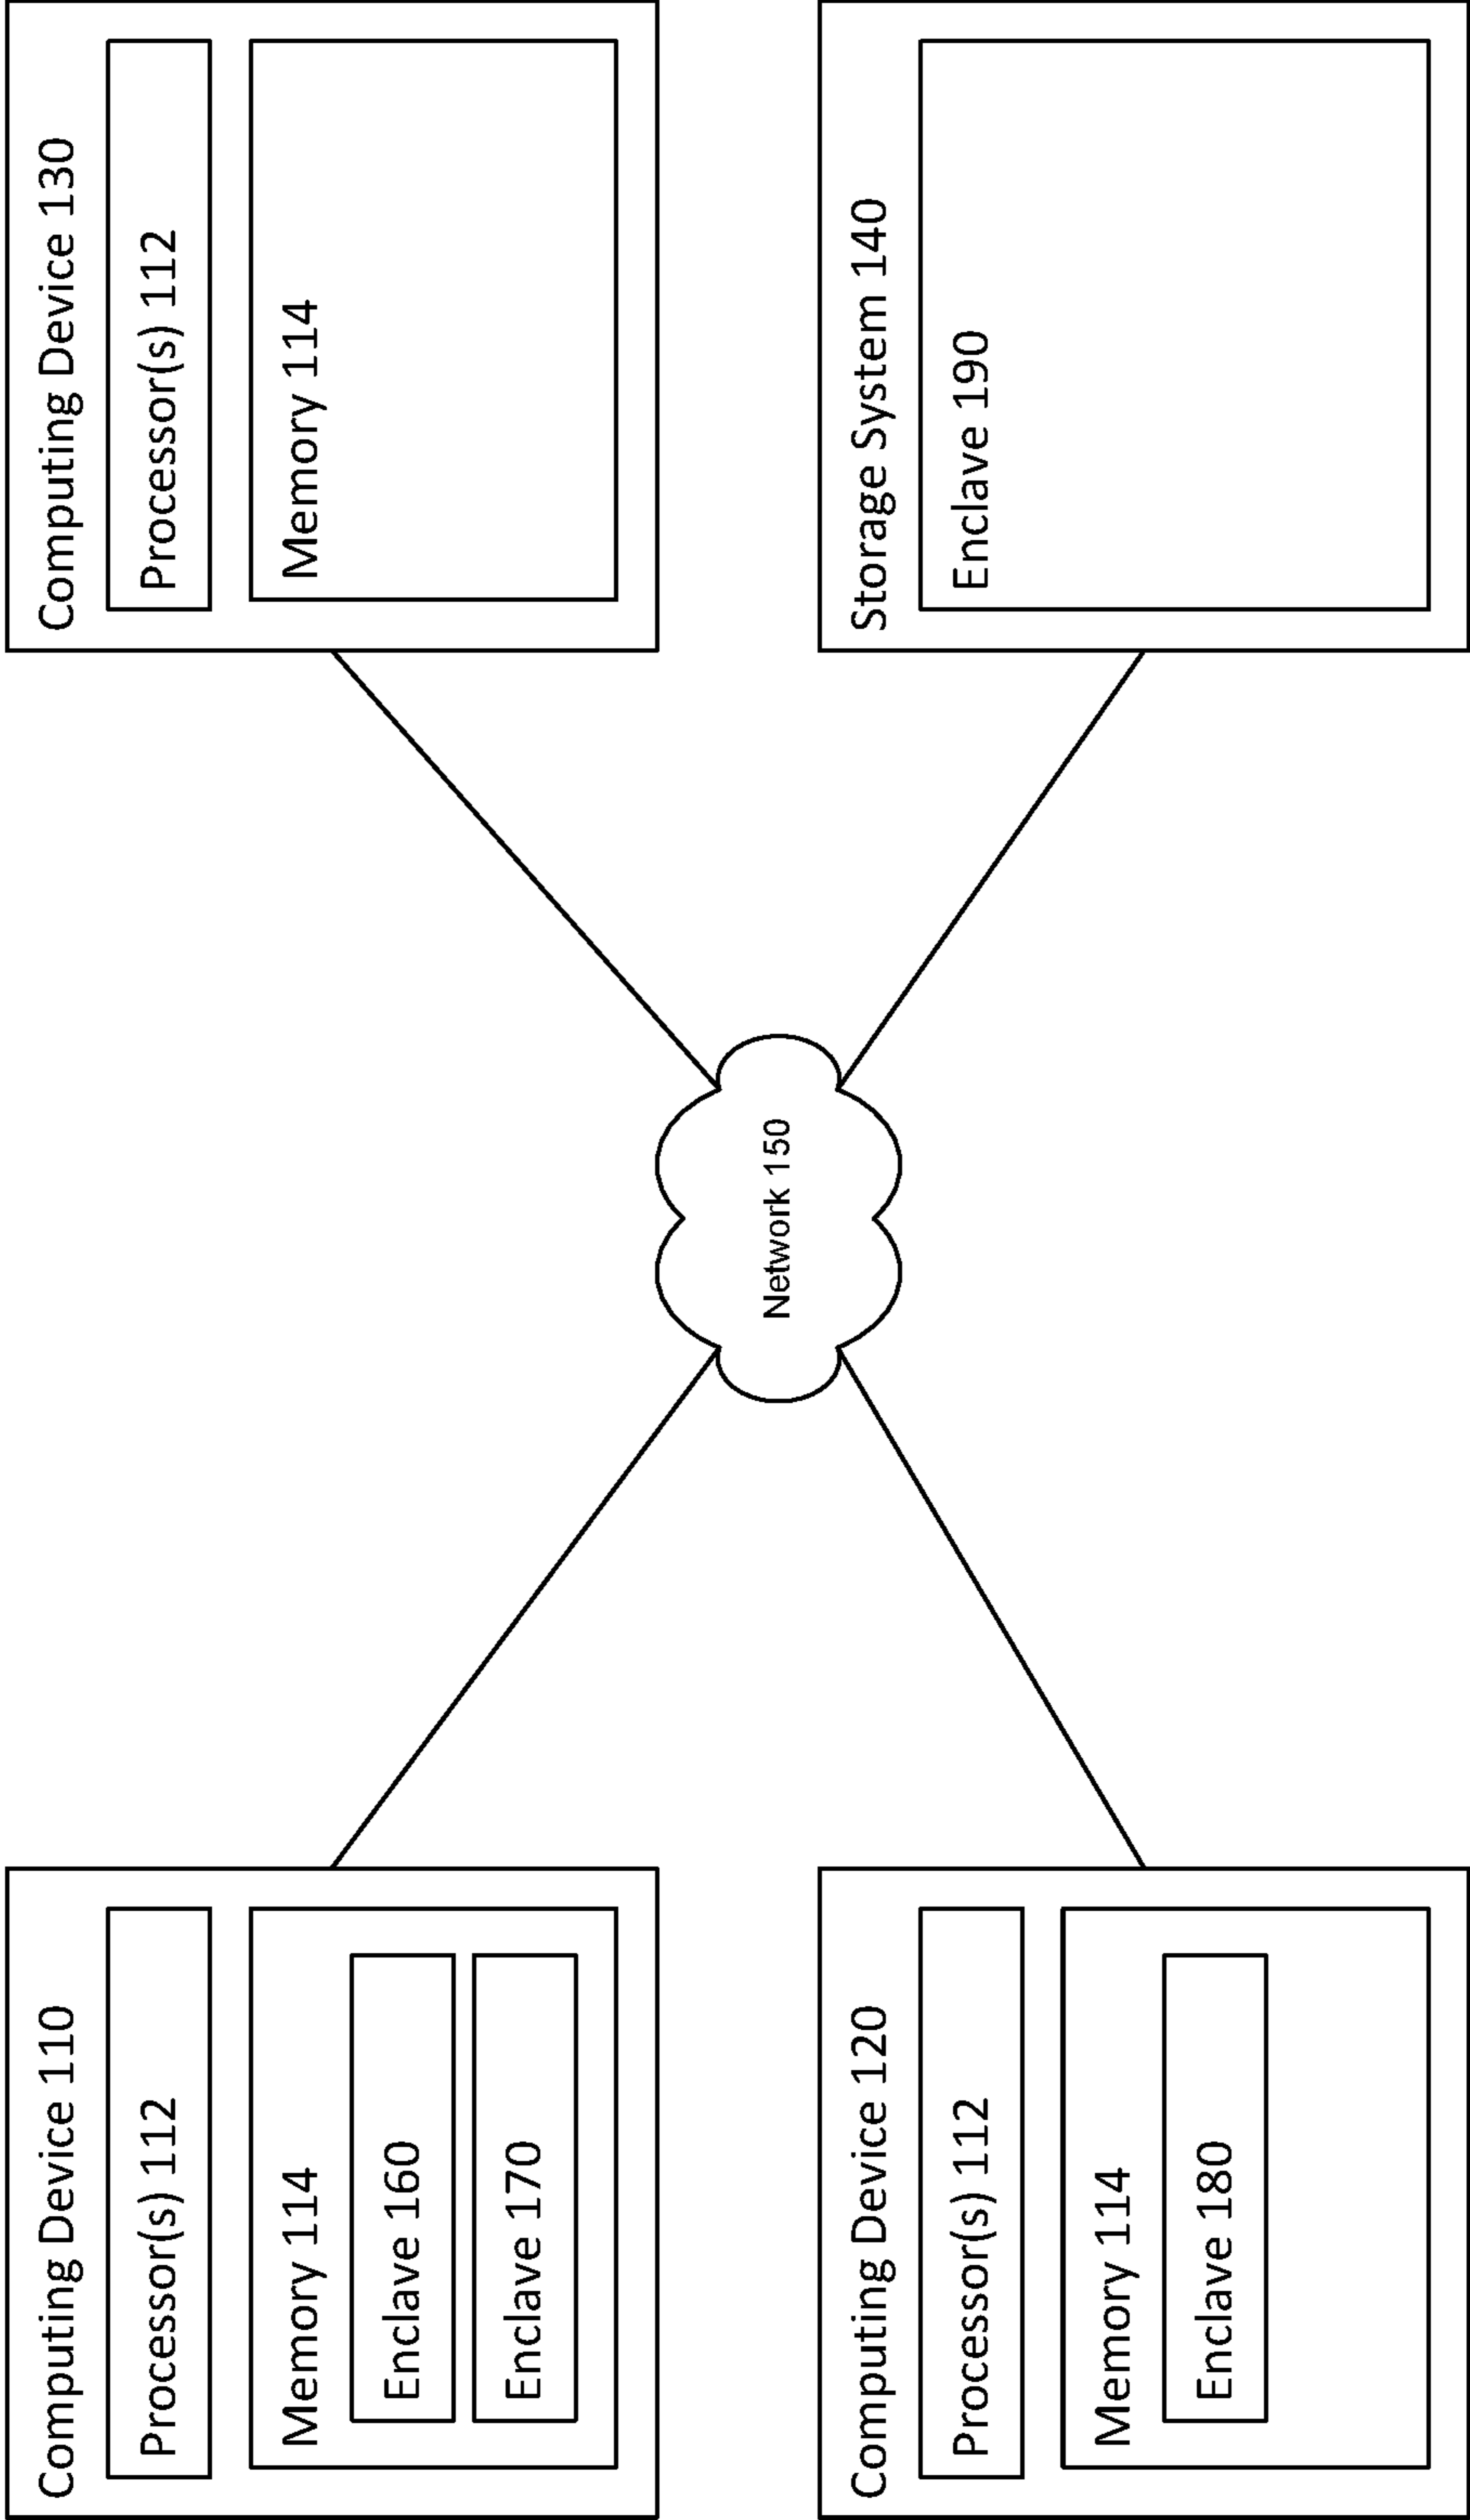 Computing Device 110
Processor(s) 112
Memory 114
Enclave 160
Enclave 170
Computing Device 120
Processor(s) 112
Memory 114
Enclave 180
Network 150
Computing Device 130
Processor(s) 112
Memory 114
Storage System 140
Enclave 190